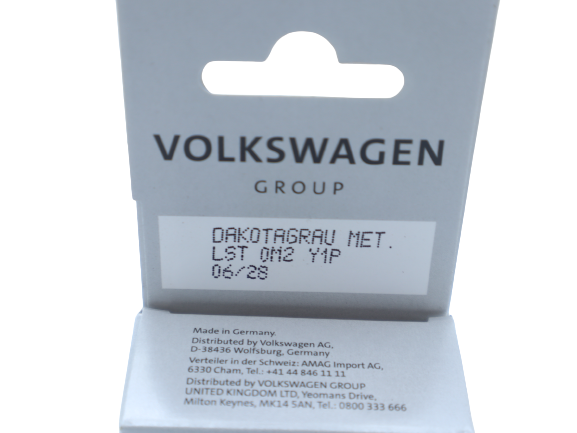 VOLKSWAGEN
GROUP
DAKOTAGRAU MET.
LST 0M2 Y1P
06/28
Made in Germany.
Distributed by Volkswagen AG,
D-38436 Wolfsburg, Germany
Verteiler in der Schweiz: AMAG Import AG,
6330 Cham, Tel.: +41 44 846 11 11
Distributed by VOLKSWAGEN GROUP
UNITED KINGDOM LTD, Yeomans Drive,
Milton Keynes, MK14 5AN, Tel.: 0800 333 666